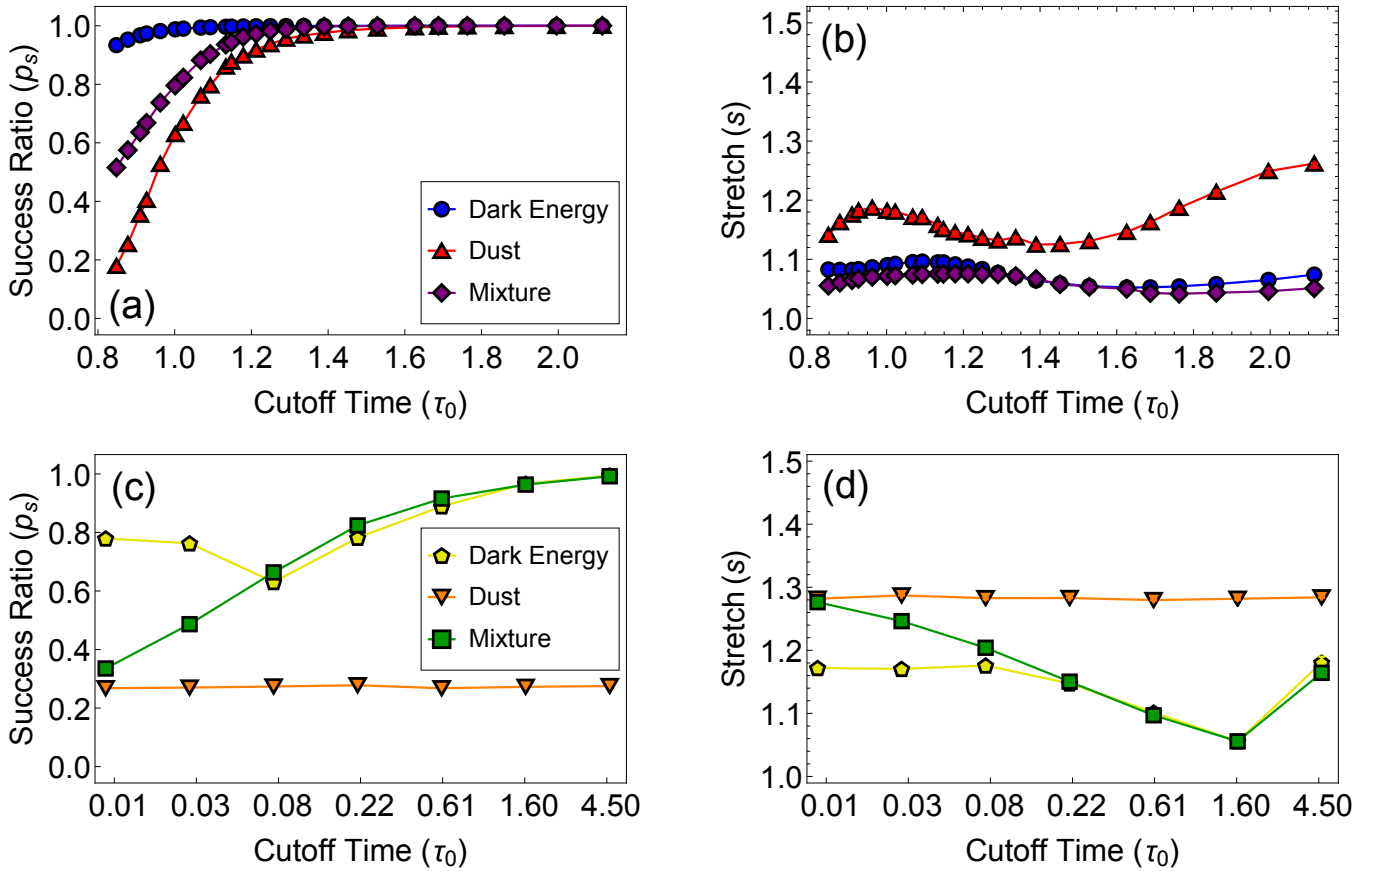 Success Ratio (pₛ)
1.0
0.8
0.6
0.4
0.2
0.0
(a)
Dark Energy
Dust
Mixture
0.8 1.0 1.2 1.4 1.6 1.8 2.0
Cutoff Time (τ₀)
Stretch (s)
1.5
1.4
1.3
1.2
1.1
1.0
(b)
0.8 1.0 1.2 1.4 1.6 1.8 2.0
Cutoff Time (τ₀)
Success Ratio (pₛ)
1.0
0.8
0.6
0.4
0.2
0.0
(c)
Dark Energy
Dust
Mixture
0.01 0.03 0.08 0.22 0.61 1.60 4.50
Cutoff Time (τ₀)
Stretch (s)
1.5
1.4
1.3
1.2
1.1
1.0
(d)
0.01 0.03 0.08 0.22 0.61 1.60 4.50
Cutoff Time (τ₀)